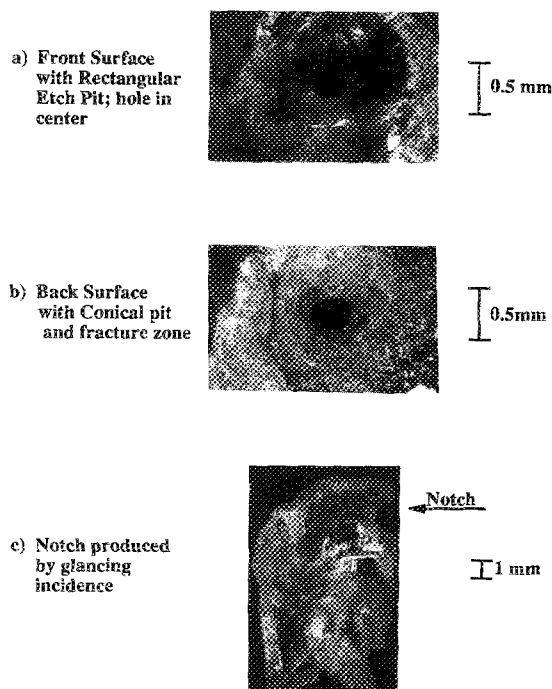 a) Front Surface
with Rectangular
Etch Pit; hole in
center
0.5 mm
b) Back Surface
with Conical pit
and fracture zone
0.5mm
Notch
c) Notch produced
by glancing
incidence
1 mm